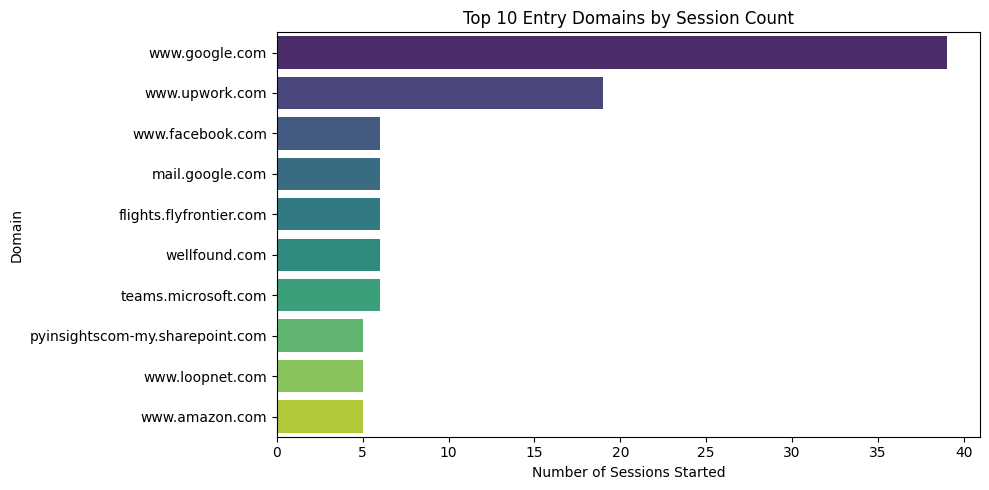 Top 10 Entry Domains by Session Count
www.google.com
www.upwork.com
www.facebook.com
mail.google.com
flights.flyfrontier.com
wellfound.com
teams.microsoft.com
pyinsightscom-my.sharepoint.com
www.loopnet.com
www.amazon.com
Domain
0 5 10 15 20 25 30 35 40
Number of Sessions Started